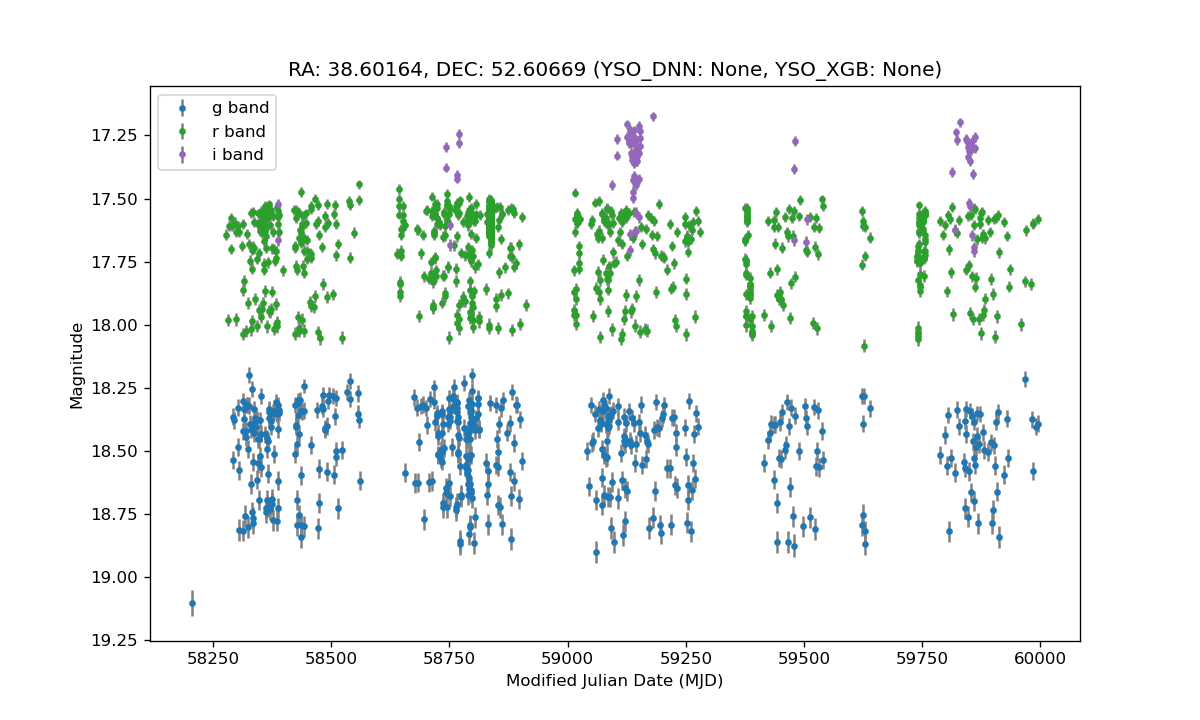 RA: 38.60164, DEC: 52.60669 (YSO_DNN: None, YSO_XGB: None)
g band
r band
i band
17.25
17.50
17.75
18.00
18.25
18.50
18.75
19.00
19.25
Magnitude
58250 58500 58750 59000 59250 59500 59750 60000
Modified Julian Date (MJD)